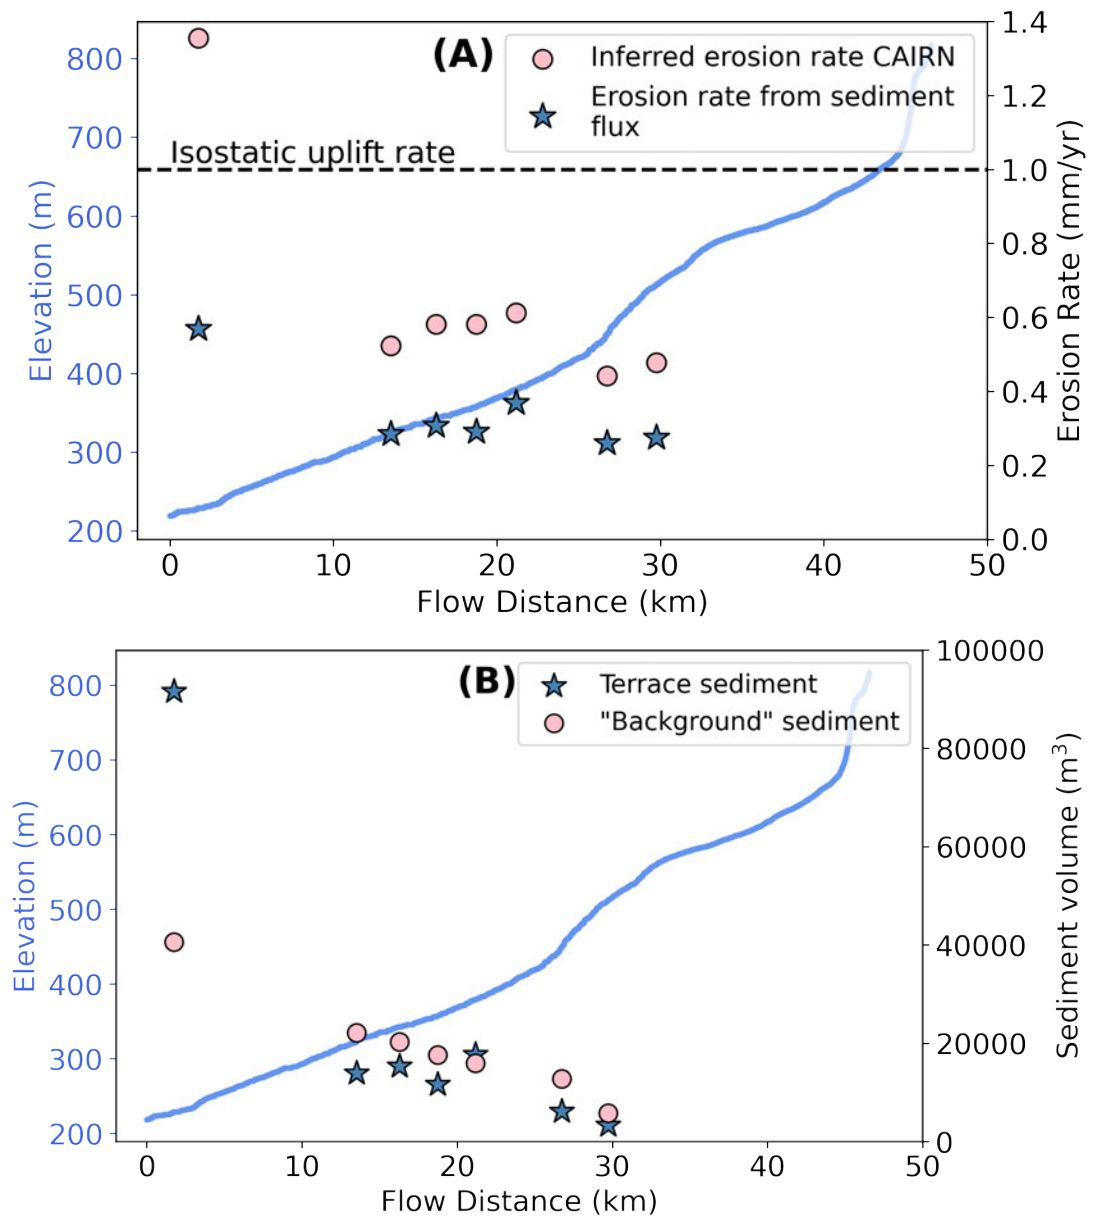 (A)
Inferred erosion rate CAIRN
Erosion rate from sediment
flux
Isostatic uplift rate
Elevation (m)
800
700
600
500
400
300
200
1.4
1.2
1.0
0.8
0.6
0.4
0.2
0.0
Erosion Rate (mm/yr)
0 10 20 30 40 50
Flow Distance (km)
(B)
Terrace sediment
"Background" sediment
Elevation (m)
800
700
600
500
400
300
200
100000
80000
60000
40000
20000
0
Sediment volume (m³)
0 10 20 30 40 50
Flow Distance (km)